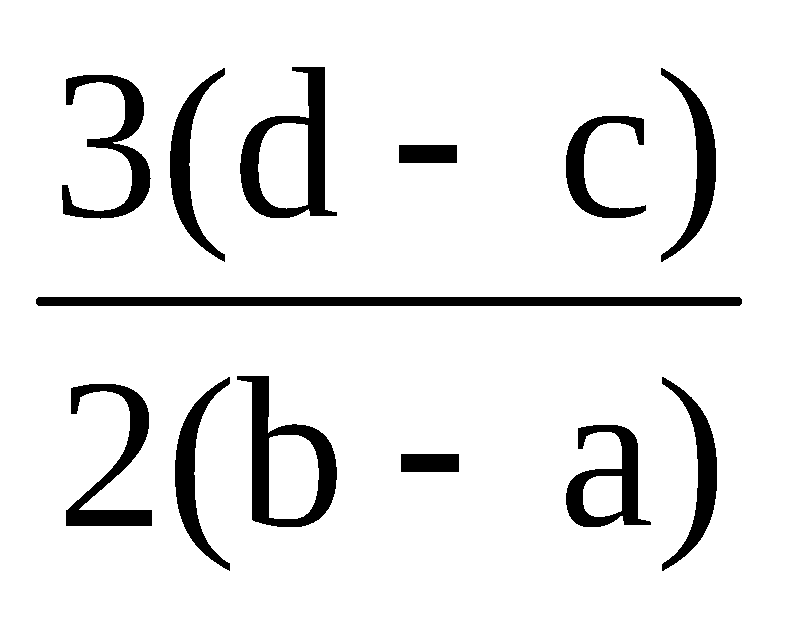 3(d - c)
2(b - a)